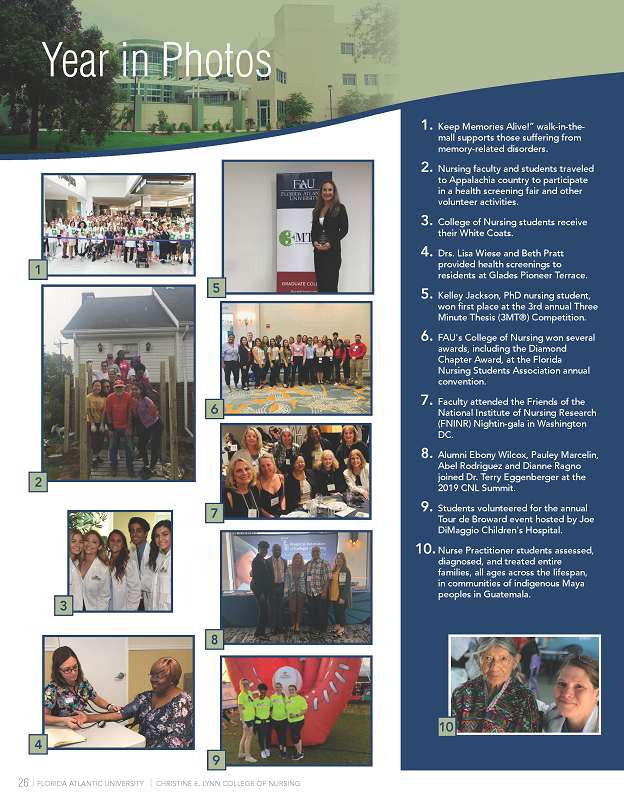 Year in Photos
1
2
3
4
5
6
7
8
9
10
FAU
FLORIDA ATLANTIC
UNIVERSITY
3MT
GRADUATE COLL
1. Keep Memories Alive!” walk-in-the-
mall supports those suffering from
memory-related disorders.
2. Nursing faculty and students traveled
to Appalachia country to participate
in a health screening fair and other
volunteer activities.
3. College of Nursing students receive
their White Coats.
4. Drs. Lisa Wiese and Beth Pratt
provided health screenings to
residents at Glades Pioneer Terrace.
5. Kelley Jackson, PhD nursing student,
won first place at the 3rd annual Three
Minute Thesis (3MT®) Competition.
6. FAU's College of Nursing won several
awards, including the Diamond
Chapter Award, at the Florida
Nursing Students Association annual
convention.
7. Faculty attended the Friends of the
National Institute of Nursing Research
(FNINR) Nightin-gala in Washington
DC.
8. Alumni Ebony Wilcox, Pauley Marcelin,
Abel Rodriguez and Dianne Ragno
joined Dr. Terry Eggenberger at the
2019 CNL Summit.
9. Students volunteered for the annual
Tour de Broward event hosted by Joe
DiMaggio Children's Hospital.
10. Nurse Practitioner students assessed,
diagnosed, and treated entire
families, all ages across the lifespan,
in communities of indigenous Maya
peoples in Guatemala.
26 | FLORIDA ATLANTIC UNIVERSITY | CHRISTINE E. LYNN COLLEGE OF NURSING